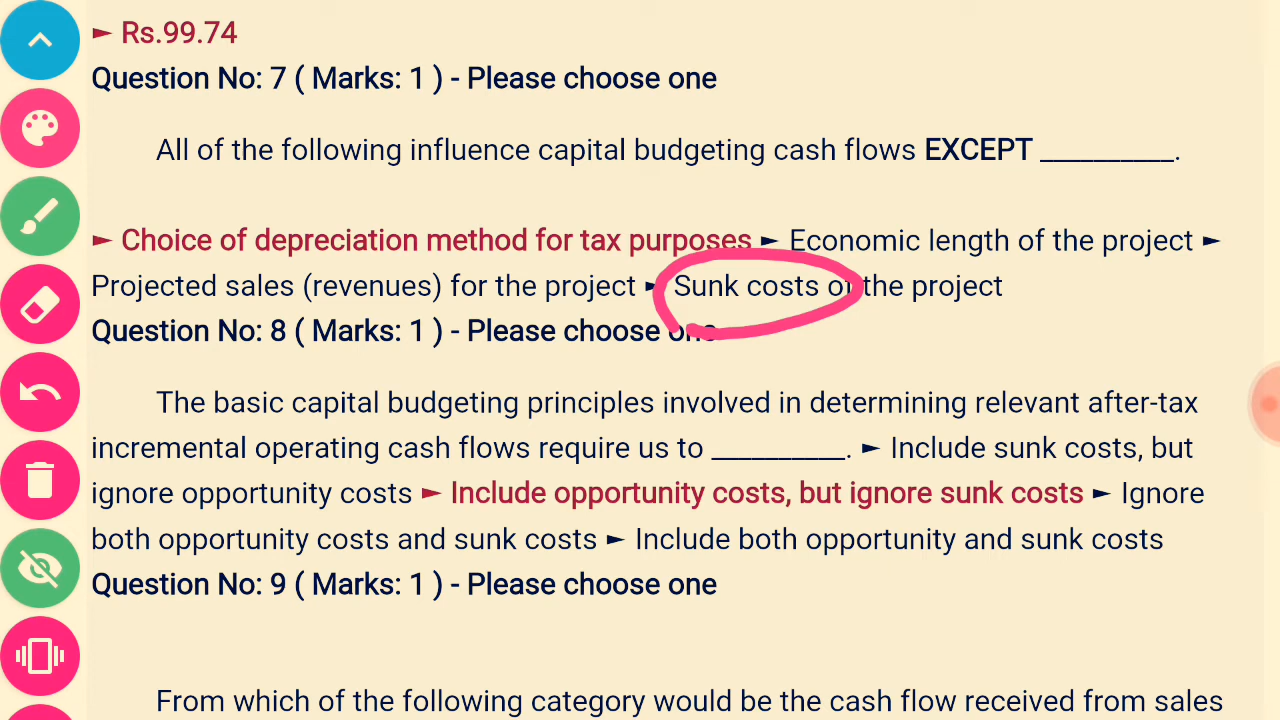 ► Rs.99.74
Question No: 7 ( Marks: 1 ) - Please choose one
All of the following influence capital budgeting cash flows EXCEPT __________.
► Choice of depreciation method for tax purposes ► Economic length of the project ►
Projected sales (revenues) for the project ► Sunk costs of the project
Question No: 8 ( Marks: 1 ) - Please choose one
The basic capital budgeting principles involved in determining relevant after-tax
incremental operating cash flows require us to __________. ► Include sunk costs, but
ignore opportunity costs ► Include opportunity costs, but ignore sunk costs ► Ignore
both opportunity costs and sunk costs ► Include both opportunity and sunk costs
Question No: 9 ( Marks: 1 ) - Please choose one
From which of the following category would be the cash flow received from sales